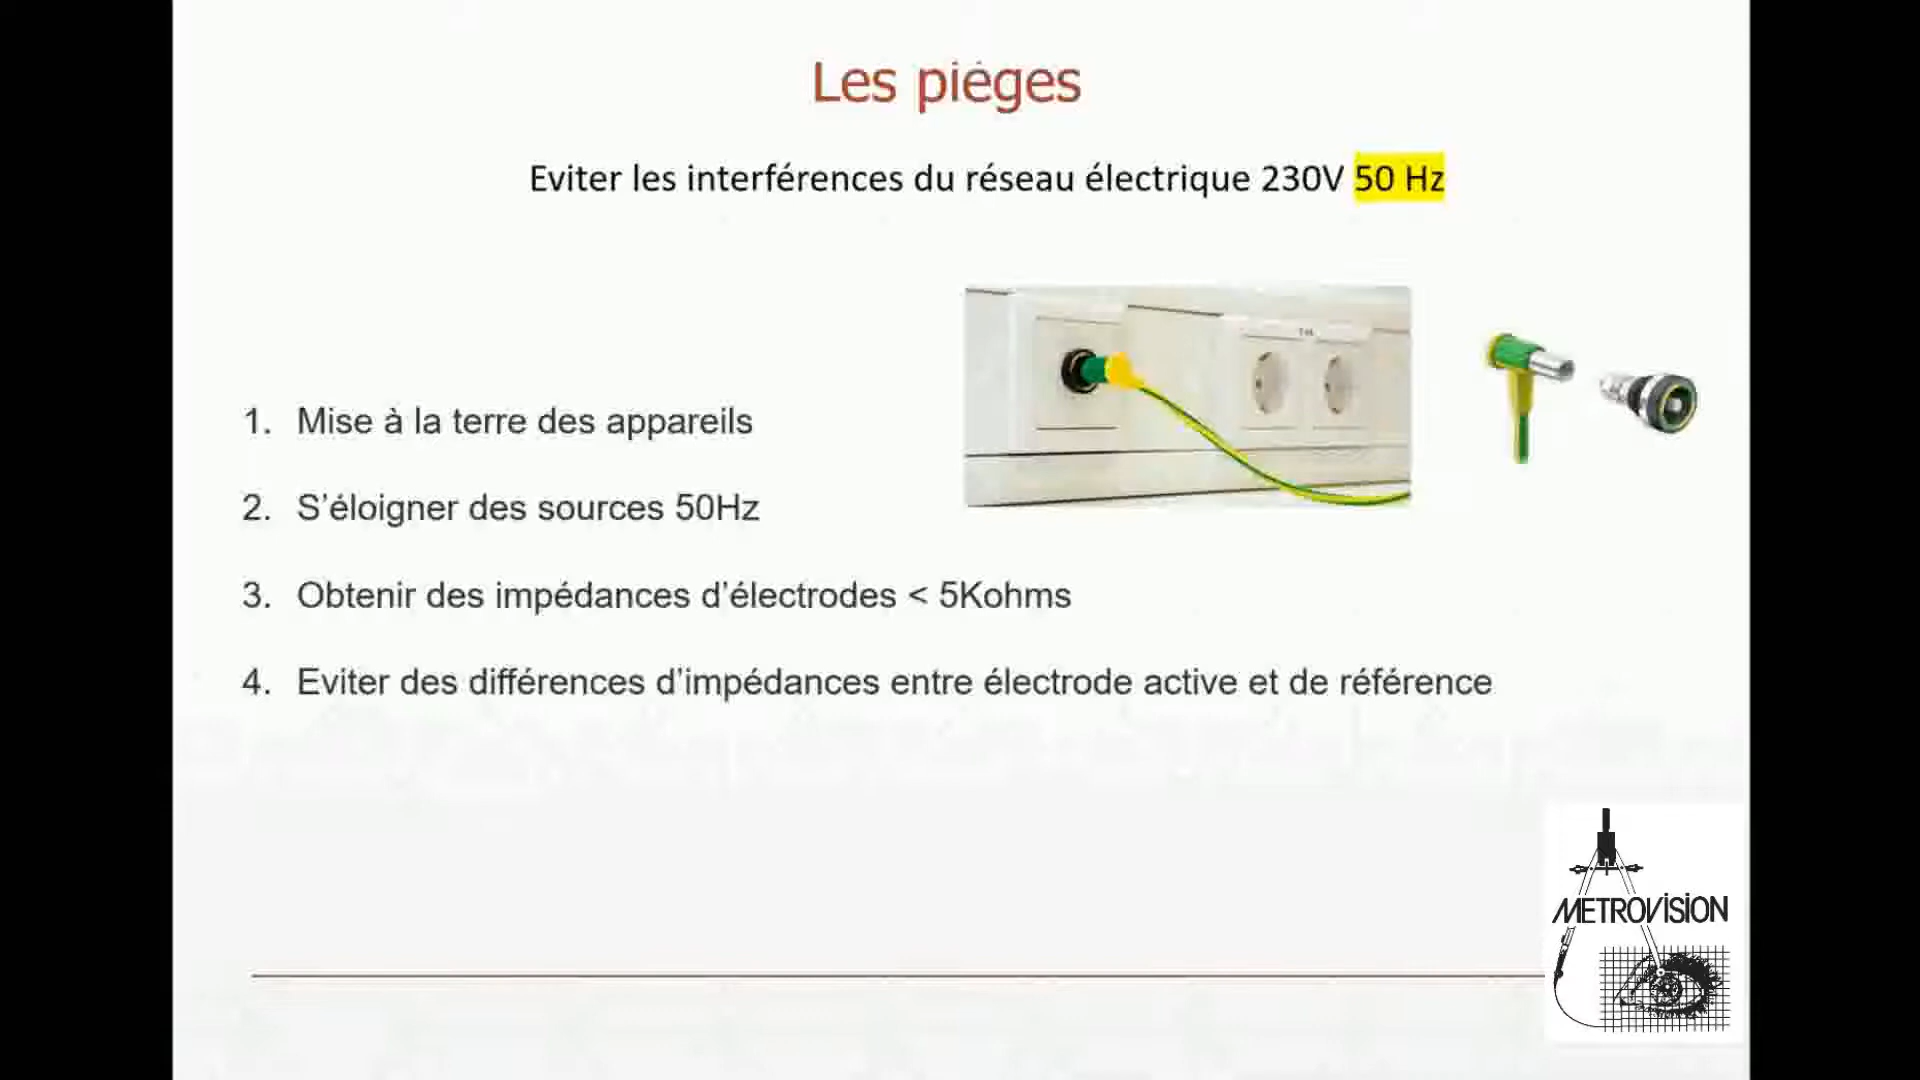 Les pièges
Eviter les interférences du réseau électrique 230V 50 Hz
1. Mise à la terre des appareils
2. S’éloigner des sources 50Hz
3. Obtenir des impédances d’électrodes < 5Kohms
4. Eviter des différences d’impédances entre électrode active et de référence
METROVISION